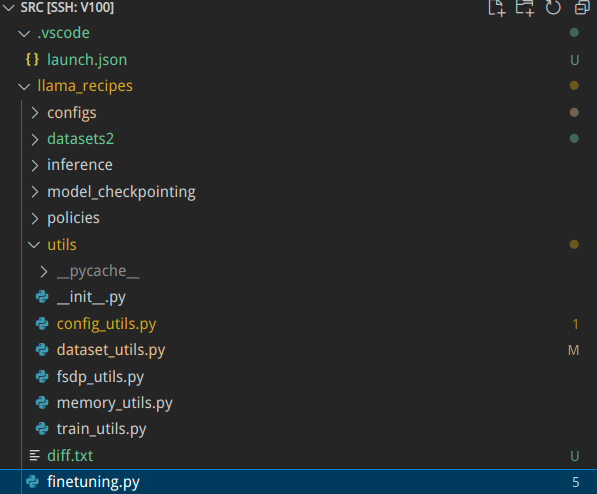 SRC [SSH: V100]
.vscode
{} launch.json U
llama_recipes
configs
datasets2
inference
model_checkpointing
policies
utils
__pycache__
__init__.py
config_utils.py 1
dataset_utils.py M
fsdp_utils.py
memory_utils.py
train_utils.py
diff.txt U
finetuning.py 5